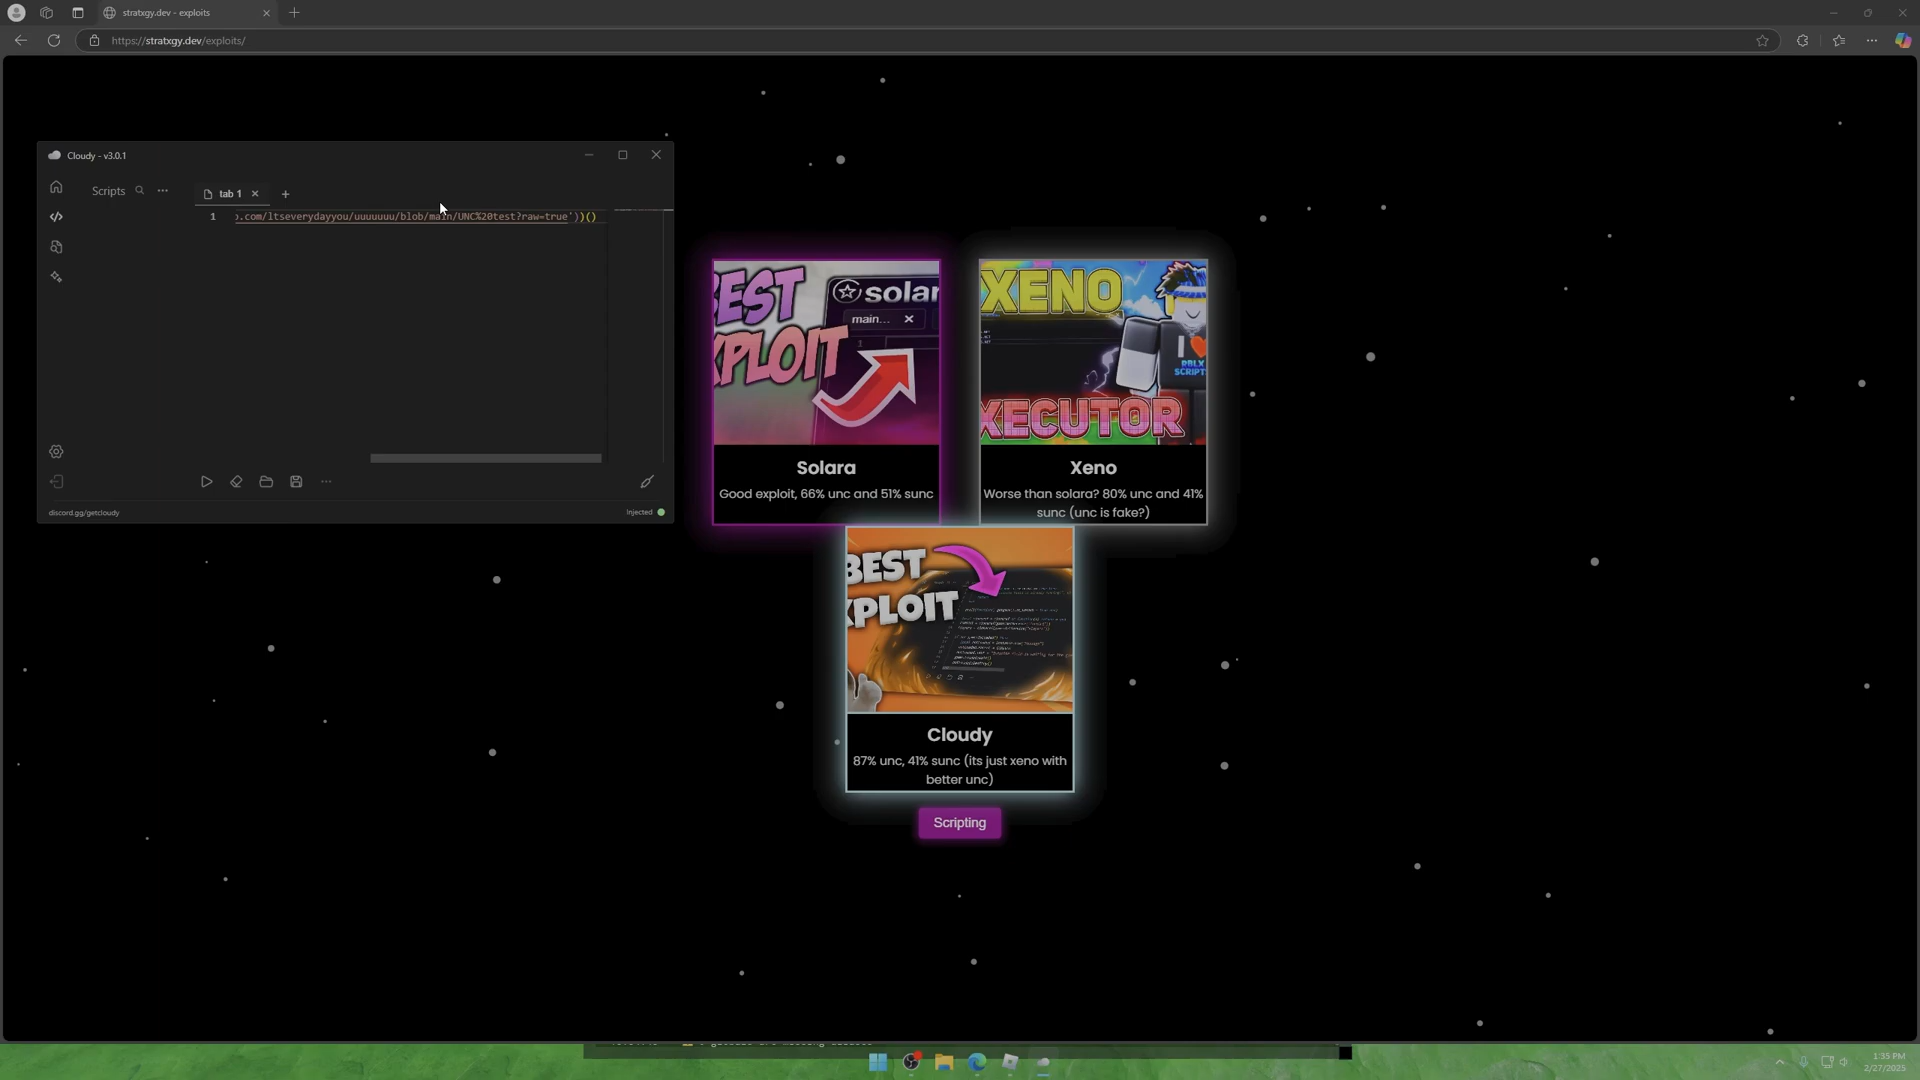 stratxgy.dev - exploits
https://stratxgy.dev/exploits/
Cloudy - v3.0.1
Scripts
tab 1
1
.com/ltseverydayyou/uuuuuuu/blob/main/UNC%20test?raw=true'))()
discord.gg/getcloudy
Injected
BEST
solar
main...
1
XPLOIT
Solara
Good exploit, 66% unc and 51% sunc
XENO
I
RBLX
SCRIPTS
XECUTOR
Xeno
Worse than solara? 80% unc and 41%
sunc (unc is fake?)
BEST
XPLOIT
Cloudy
87% unc, 41% sunc (its just xeno with
better unc)
Scripting
1:35 PM
2/27/2025